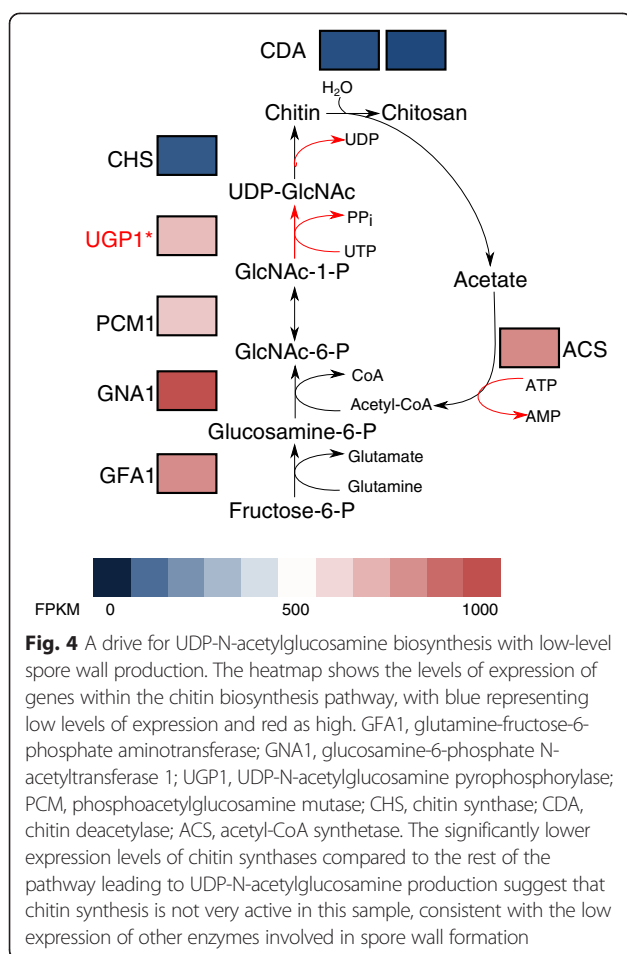 CDA
H₂O
Chitin
Chitosan
UDP
CHS
UDP-GlcNAc
PPi
UGP1*
UTP
GlcNAc-1-P
Acetate
PCM1
GlcNAc-6-P
ACS
CoA
ATP
GNA1
Acetyl-CoA
AMP
Glucosamine-6-P
Glutamate
GFA1
Glutamine
Fructose-6-P
FPKM 0 500 1000
Fig. 4 A drive for UDP-N-acetylglucosamine biosynthesis with low-level
spore wall production. The heatmap shows the levels of expression of
genes within the chitin biosynthesis pathway, with blue representing
low levels of expression and red as high. GFA1, glutamine-fructose-6-
phosphate aminotransferase; GNA1, glucosamine-6-phosphate N-
acetyltransferase 1; UGP1, UDP-N-acetylglucosamine pyrophosphorylase;
PCM, phosphoacetylglucosamine mutase; CHS, chitin synthase; CDA,
chitin deacetylase; ACS, acetyl-CoA synthetase. The significantly lower
expression levels of chitin synthases compared to the rest of the
pathway leading to UDP-N-acetylglucosamine production suggest that
chitin synthesis is not very active in this sample, consistent with the low
expression of other enzymes involved in spore wall formation